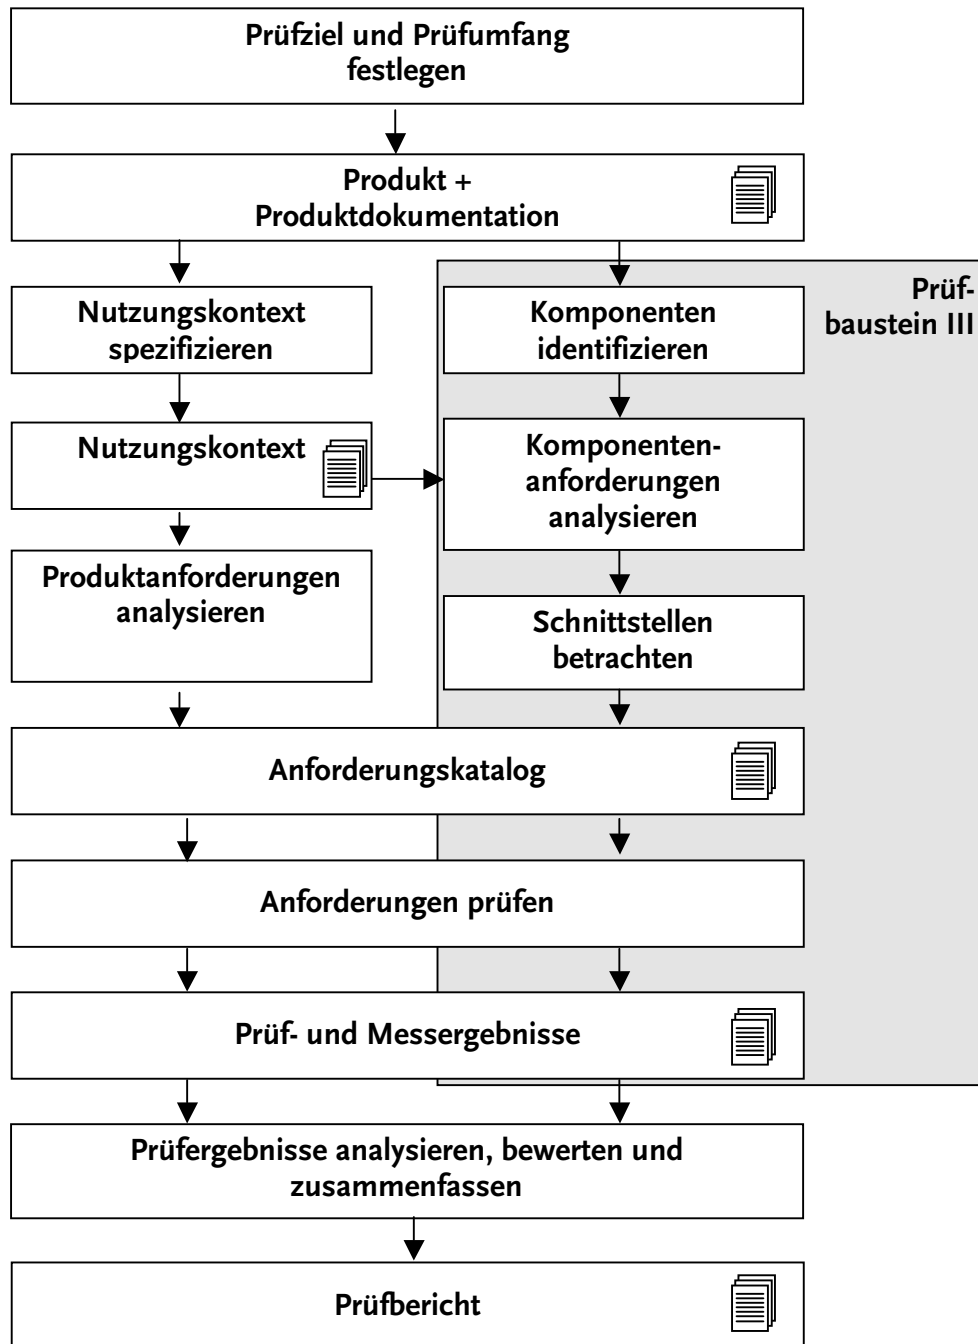 Prüfziel und Prüfumfang
festlegen
Produkt +
Produktdokumentation
Prüf-
baustein III
Nutzungskontext
spezifizieren
Komponenten
identifizieren
Nutzungskontext
Komponenten-
anforderungen
analysieren
Produktanforderungen
analysieren
Schnittstellen
betrachten
Anforderungskatalog
Anforderungen prüfen
Prüf- und Messergebnisse
Prüfergebnisse analysieren, bewerten und
zusammenfassen
Prüfbericht